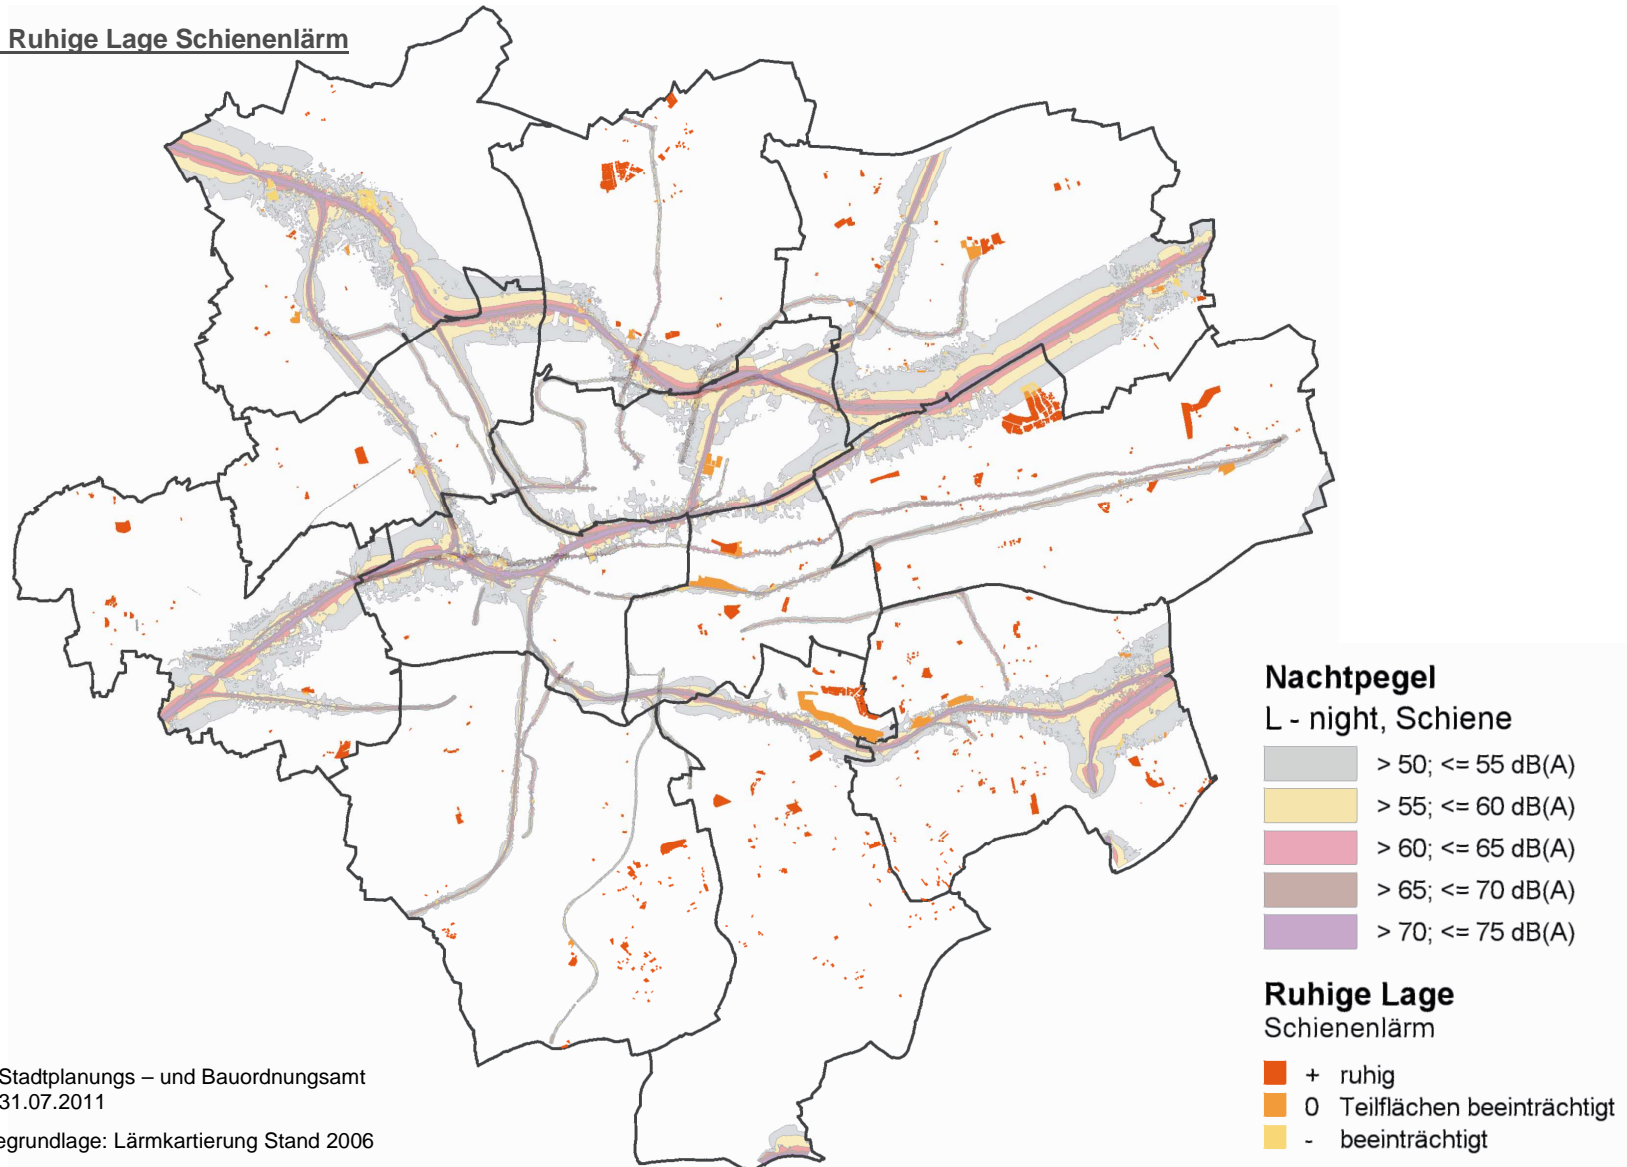 Ruhige Lage Schienenlärm
Nachtpegel
L - night, Schiene
> 50; <= 55 dB(A)
> 55; <= 60 dB(A)
> 60; <= 65 dB(A)
> 65; <= 70 dB(A)
> 70; <= 75 dB(A)
Ruhige Lage
Schienenlärm
+ ruhig
0 Teilflächen beeinträchtigt
- beeinträchtigt
Stadtplanungs – und Bauordnungsamt
31.07.2011
egrundlage: Lärmkartierung Stand 2006